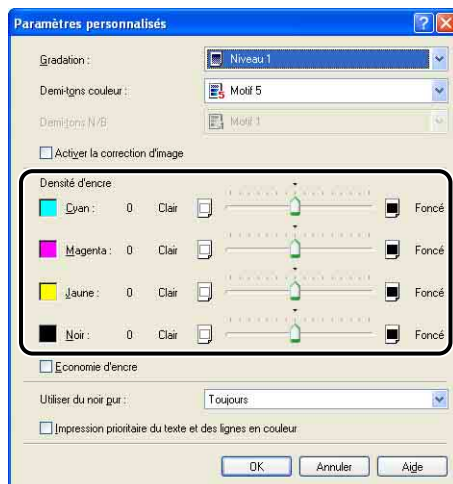 Paramètres personnalisés
Gradation : Niveau 1
Demi-tons couleur : Motif 5
Demi-tons N/B Motif 1
Activer la correction d'image
Densité d'encre
Cyan : 0 Clair Foncé
Magenta : 0 Clair Foncé
Jaune : 0 Clair Foncé
Noir : 0 Clair Foncé
Economie d'encre
Utiliser du noir pur : Toujours
Impression prioritaire du texte et des lignes en couleur
OK Annuler Aide